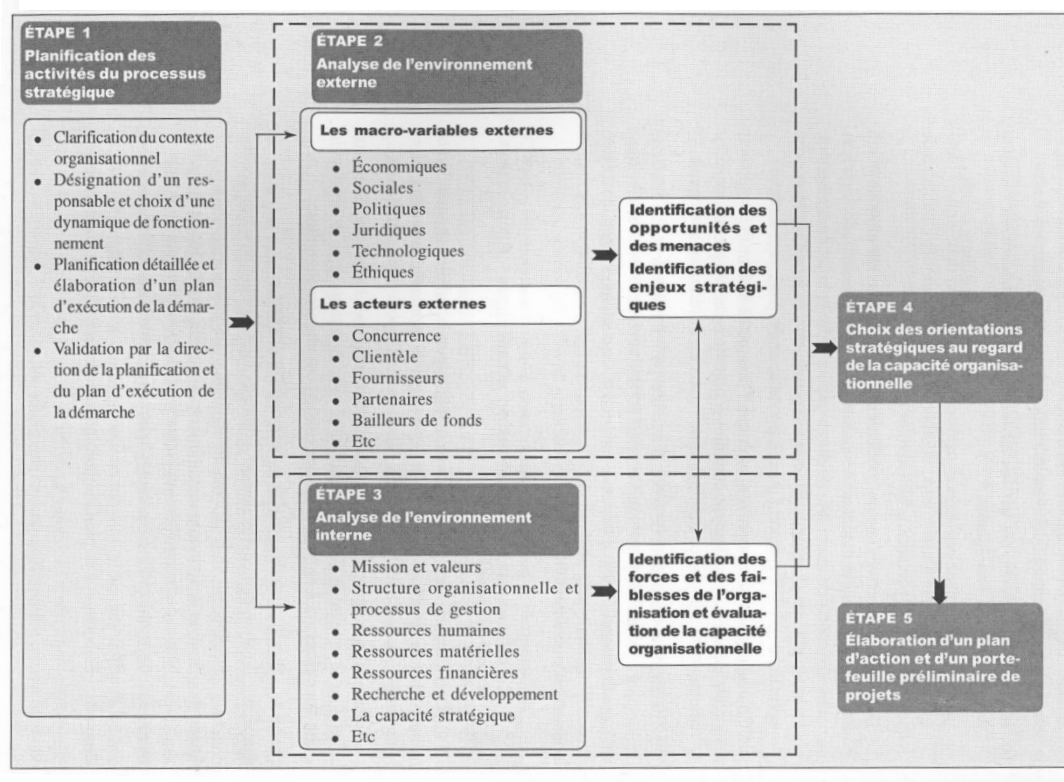 ÉTAPE 1
Planification des
activités du processus
stratégique
• Clarification du contexte
organisationnel
• Désignation d'un res-
ponsable et choix d'une
dynamique de fonction-
nement
• Planification détaillée et
élaboration d'un plan
d'exécution de la démar-
che
• Validation par la direc-
tion de la planification et
du plan d'exécution de
la démarche
ÉTAPE 2
Analyse de l'environnement
externe
Les macro-variables externes
• Économiques
• Sociales
• Politiques
• Juridiques
• Technologiques
• Éthiques
Les acteurs externes
• Concurrence
• Clientèle
• Fournisseurs
• Partenaires
• Bailleurs de fonds
• Etc
Identification des
opportunités et
des menaces
Identification des
enjeux stratégi-
ques
ÉTAPE 3
Analyse de l'environnement
interne
• Mission et valeurs
• Structure organisationnelle et
processus de gestion
• Ressources humaines
• Ressources matérielles
• Ressources financières
• Recherche et développement
• La capacité stratégique
• Etc
Identification des
forces et des fai-
blesses de l'orga-
nisation et évalua-
tion de la capacité
organisationnelle
ÉTAPE 4
Choix des orientations
stratégiques au regard
de la capacité organisa-
tionnelle
ÉTAPE 5
Élaboration d'un plan
d'action et d'un porte-
feuille préliminaire de
projets